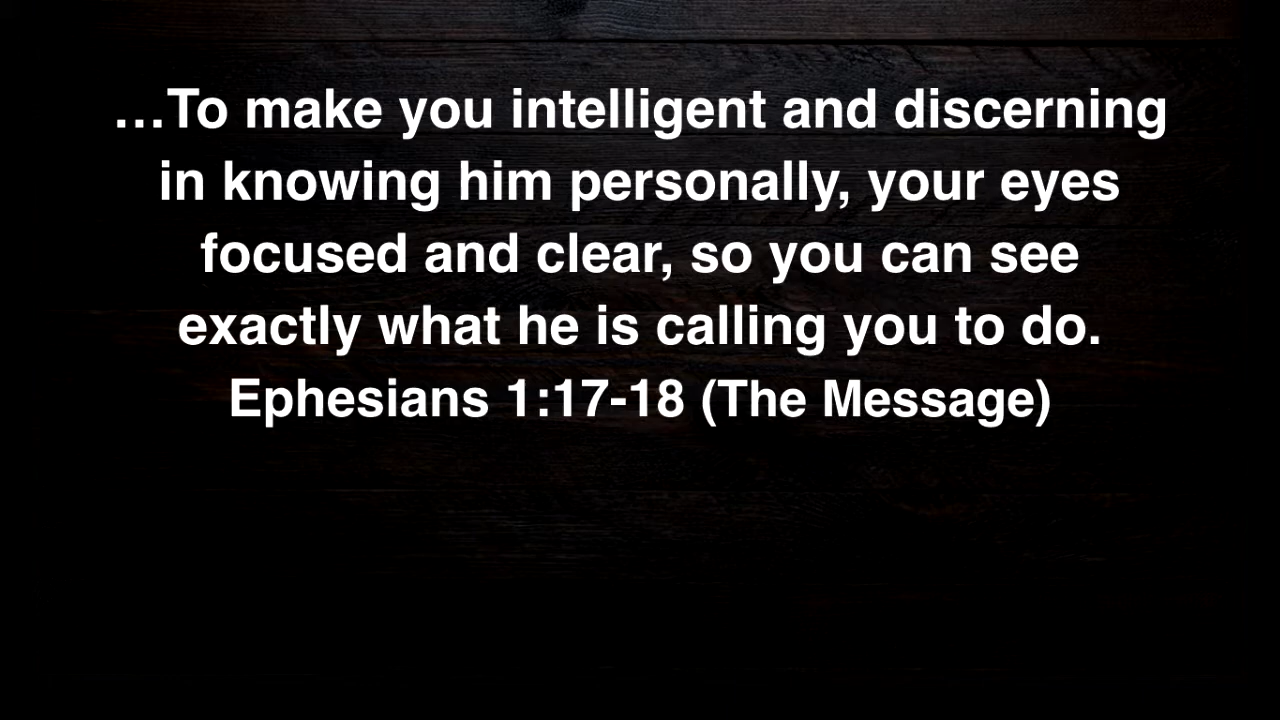 …To make you intelligent and discerning
in knowing him personally, your eyes
focused and clear, so you can see
exactly what he is calling you to do.
Ephesians 1:17-18 (The Message)